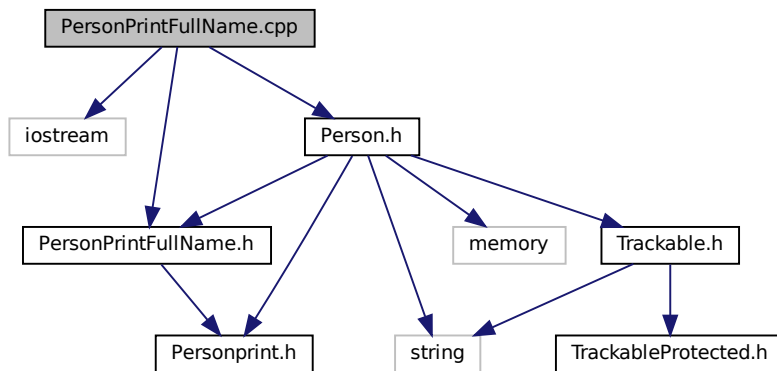 PersonPrintFullName.cpp
iostream
Person.h
PersonPrintFullName.h
memory
Trackable.h
Personprint.h
string
TrackableProtected.h